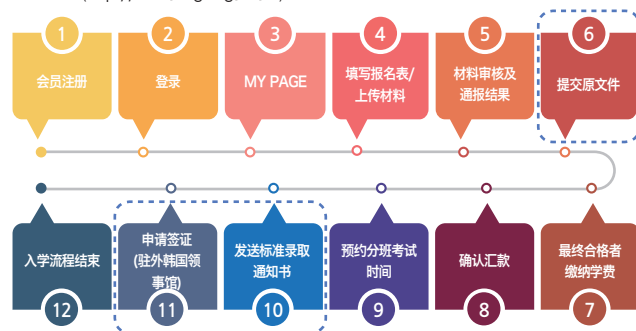 1
会员注册
2
登录
3
MY PAGE
4
填写报名表/
上传材料
5
材料审核及
通报结果
6
提交原文件
入学流程结束
12
申请签证
(驻外韩国领
事馆)
11
发送标准录取
通知书
10
预约分班考试
时间
9
确认汇款
8
最终合格者
缴纳学费
7